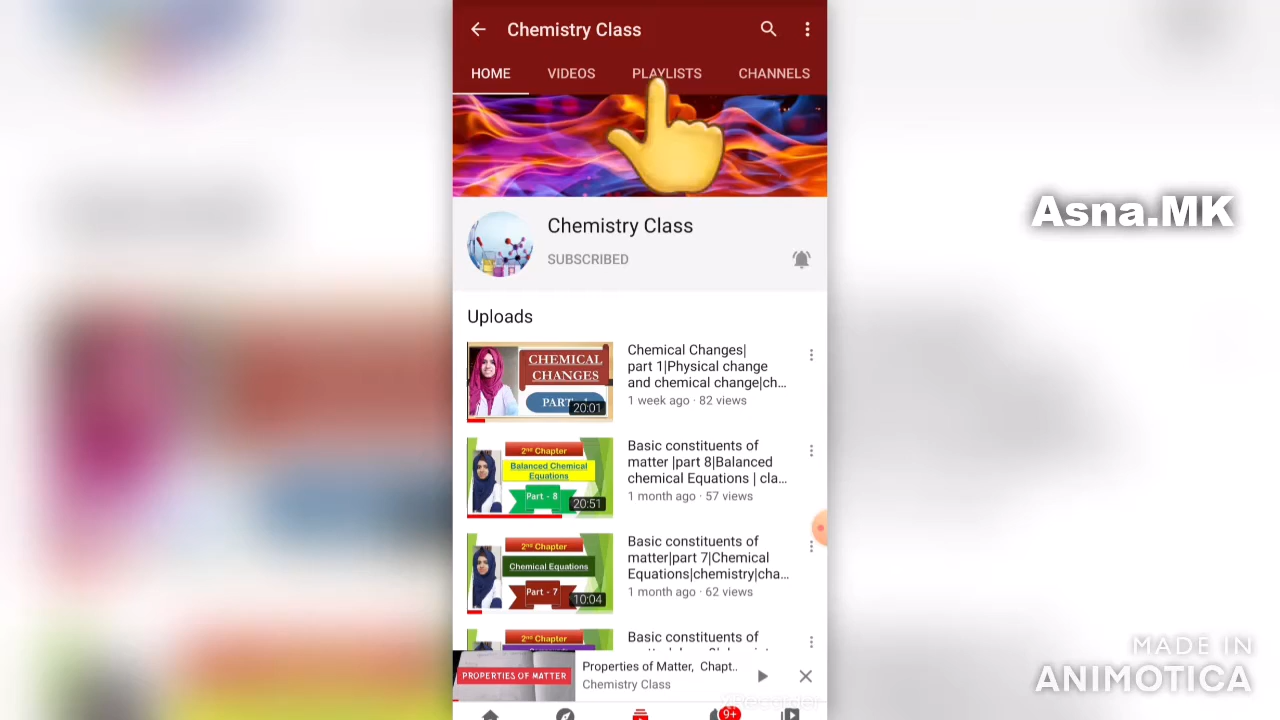 Chemistry Class
HOME VIDEOS PLAYLISTS CHANNELS
Chemistry Class
SUBSCRIBED
Uploads
CHEMICAL
CHANGES
PART
20:01
Chemical Changes|
part 1|Physical change
and chemical change|ch...
1 week ago · 82 views
2nd Chapter
Balanced Chemical
Equations
Part - 8
20:51
Basic constituents of
matter |part 8|Balanced
chemical Equations | cla...
1 month ago · 57 views
2nd Chapter
Chemical Equations
Part - 7
10:04
Basic constituents of
matter|part 7|Chemical
Equations|chemistry|cha...
1 month ago · 62 views
2nd Chapter
Basic constituents of
PROPERTIES OF MATTER
Properties of Matter, Chapt..
Chemistry Class
9+
Asna.MK
MADE IN
ANIMOTICA